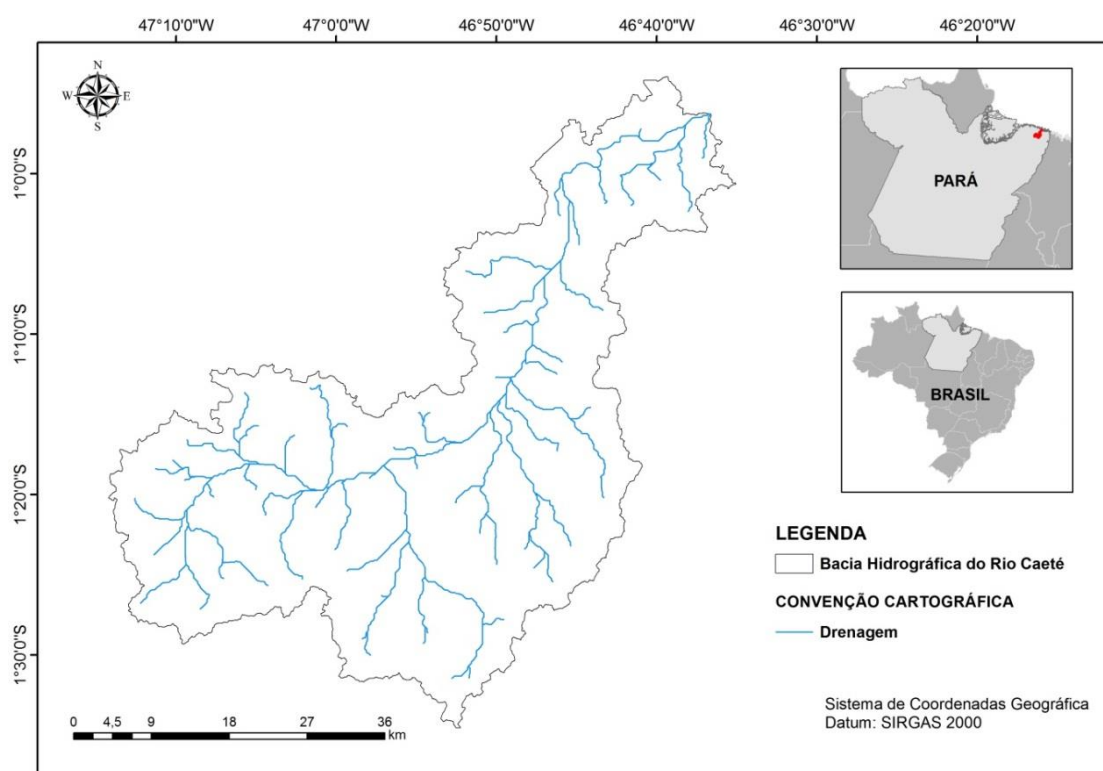 47°10'0"W 47°0'0"W 46°50'0"W 46°40'0"W 46°30'0"W 46°20'0"W
N
W E
S
1°0'0"S
1°10'0"S
1°20'0"S
1°30'0"S
PARÁ
BRASIL
LEGENDA
Bacia Hidrográfica do Rio Caeté
CONVENÇÃO CARTOGRÁFICA
Drenagem
Sistema de Coordenadas Geográfica
Datum: SIRGAS 2000
0 4,5 9 18 27 36
km